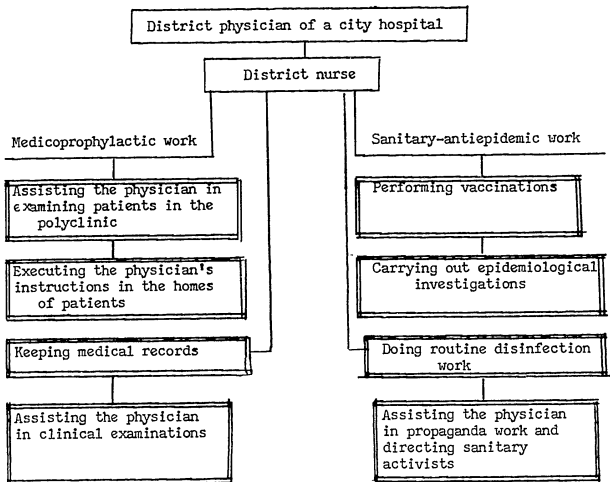 District physician of a city hospital
District nurse
Medicoprophylactic work
Assisting the physician in
examining patients in the
polyclinic
Executing the physician's
instructions in the homes
of patients
Keeping medical records
Assisting the physician
in clinical examinations
Sanitary-antiepidemic work
Performing vaccinations
Carrying out epidemiological
investigations
Doing routine disinfection
work
Assisting the physician
in propaganda work and
directing sanitary
activists